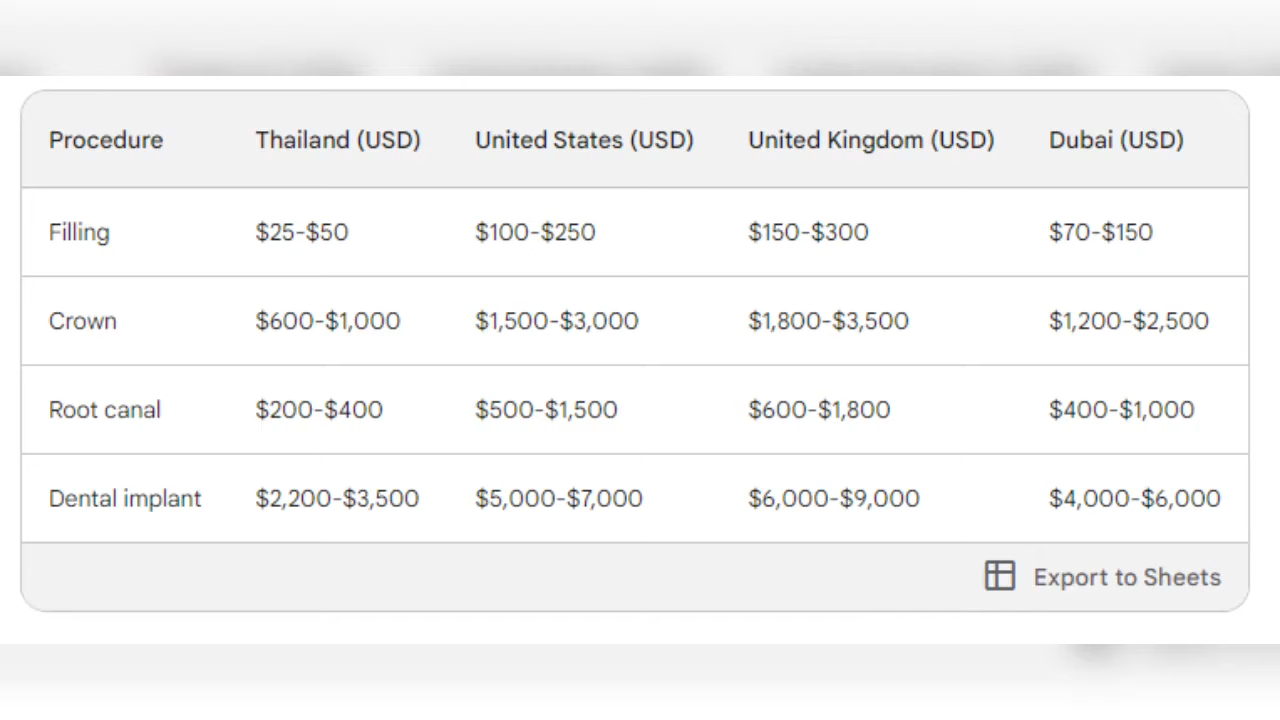 Procedure Thailand (USD) United States (USD) United Kingdom (USD) Dubai (USD)
Filling $25-$50 $100-$250 $150-$300 $70-$150
Crown $600-$1,000 $1,500-$3,000 $1,800-$3,500 $1,200-$2,500
Root canal $200-$400 $500-$1,500 $600-$1,800 $400-$1,000
Dental implant $2,200-$3,500 $5,000-$7,000 $6,000-$9,000 $4,000-$6,000
Export to Sheets